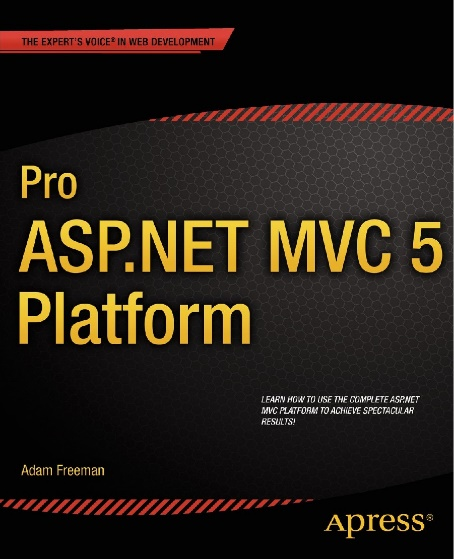 THE EXPERT'S VOICE® IN WEB DEVELOPMENT
Pro
ASP.NET MVC 5
Platform
LEARN HOW TO USE THE COMPLETE ASP.NET
MVC PLATFORM TO ACHIEVE SPECTACULAR
RESULTS!
Adam Freeman
Apress®